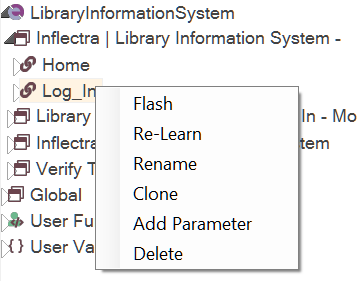 LibraryInformationSystem
Inflectra | Library Information System -
Home
Log_In
Library In - Mo
Inflectra stem
Verify T
Global
User Fu
User Va
Flash
Re-Learn
Rename
Clone
Add Parameter
Delete